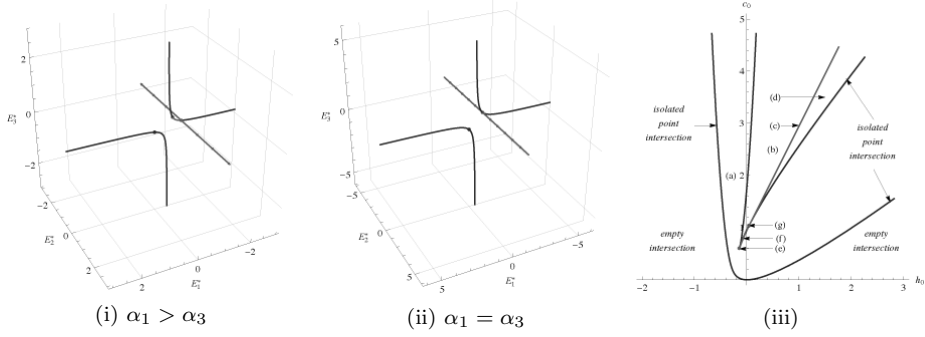 2
0
−2
E₃*
−2
0
2
E₂*
2
0
−2
E₁*
(i) α₁ > α₃
5
0
−5
E₃*
−5
0
5
E₂*
5
0
−5
E₁*
(ii) α₁ = α₃
c₀
5
4
3
2
isolated
point
intersection
(d)
(c)
(b)
(a)
isolated
point
intersection
(g)
(f)
(e)
empty
intersection
empty
intersection
−2
−1
0
1
2
3
h₀
(iii)